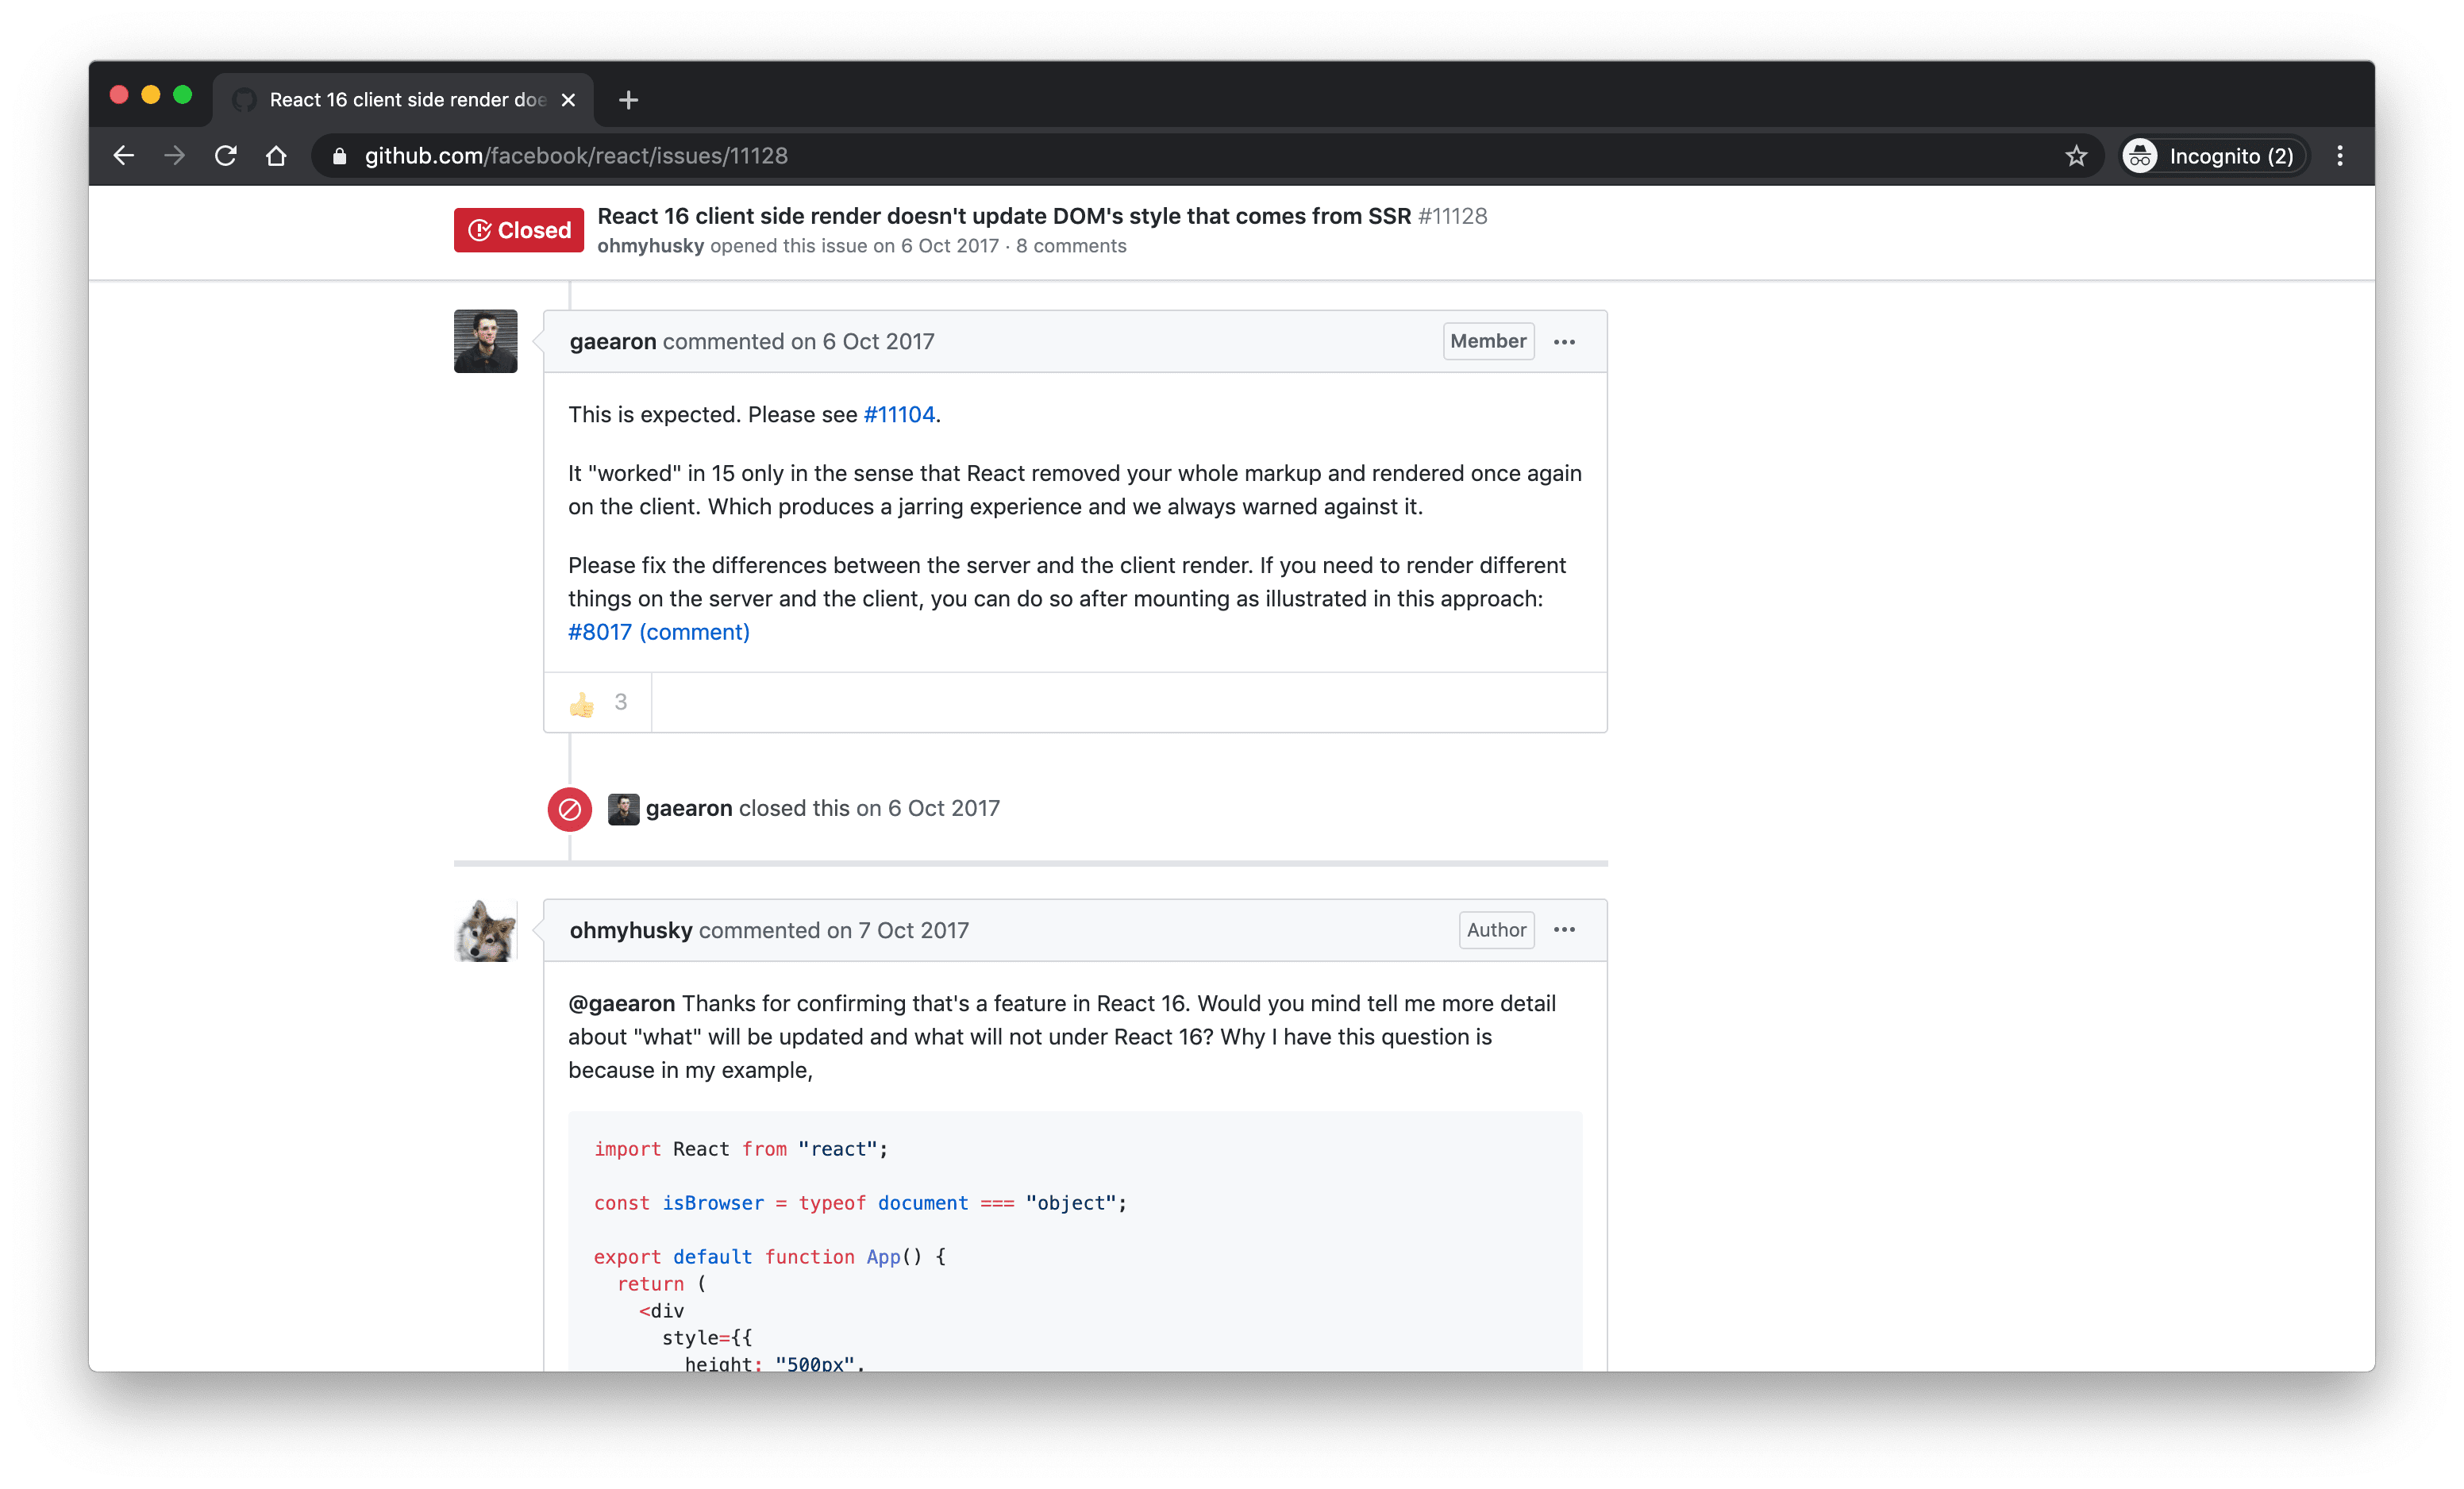 React 16 client side render doe
github.com/facebook/react/issues/11128
Incognito (2)
Closed
React 16 client side render doesn't update DOM's style that comes from SSR #11128
ohmyhusky opened this issue on 6 Oct 2017 · 8 comments
gaearon commented on 6 Oct 2017
Member
This is expected. Please see #11104.
It "worked" in 15 only in the sense that React removed your whole markup and rendered once again
on the client. Which produces a jarring experience and we always warned against it.
Please fix the differences between the server and the client render. If you need to render different
things on the server and the client, you can do so after mounting as illustrated in this approach:
#8017 (comment)
👍 3
gaearon closed this on 6 Oct 2017
ohmyhusky commented on 7 Oct 2017
Author
@gaearon Thanks for confirming that's a feature in React 16. Would you mind tell me more detail
about "what" will be updated and what will not under React 16? Why I have this question is
because in my example,
import React from "react";
const isBrowser = typeof document === "object";
export default function App() {
return (
<div
style={{
height: "500px",